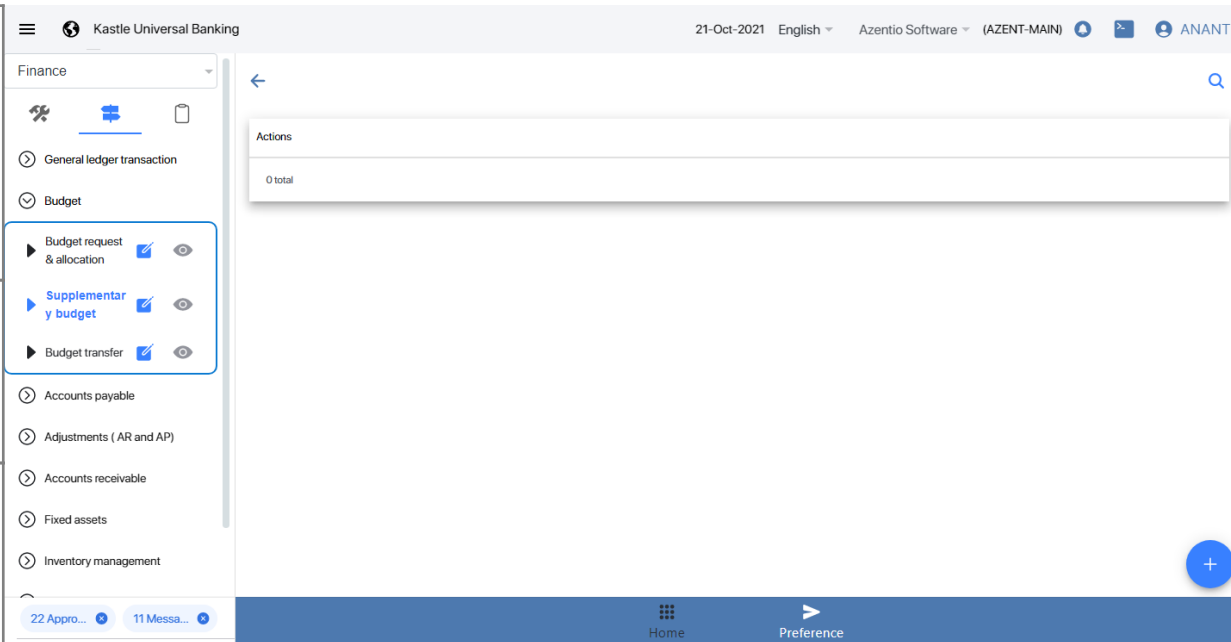 Kastle Universal Banking
21-Oct-2021 English Azentio Software (AZENT-MAIN) ANANT
Finance
General ledger transaction
Budget
Budget request
& allocation
Supplementar
y budget
Budget transfer
Accounts payable
Adjustments ( AR and AP)
Accounts receivable
Fixed assets
Inventory management
22 Appro...
11 Messa...
Actions
0 total
Home
Preference